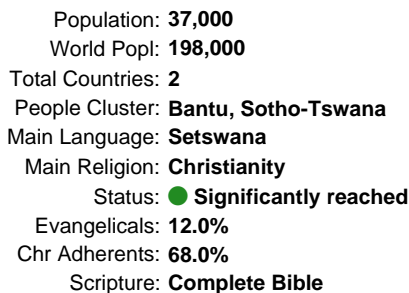 Population: 37,000
World Popl: 198,000
Total Countries: 2
People Cluster: Bantu, Sotho-Tswana
Main Language: Setswana
Main Religion: Christianity
Status: Significantly reached
Evangelicals: 12.0%
Chr Adherents: 68.0%
Scripture: Complete Bible